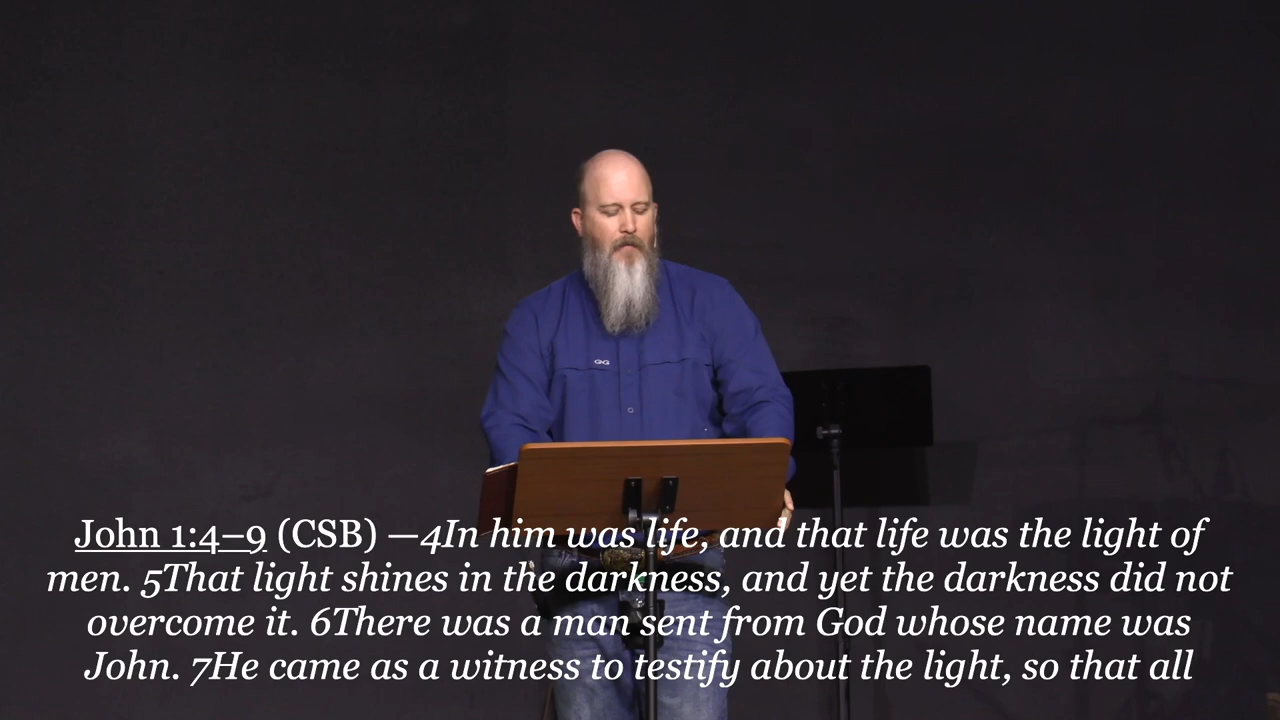 John 1:4–9 (CSB) —4In him was life, and that life was the light of
men. 5That light shines in the darkness, and yet the darkness did not
overcome it. 6There was a man sent from God whose name was
John. 7He came as a witness to testify about the light, so that all